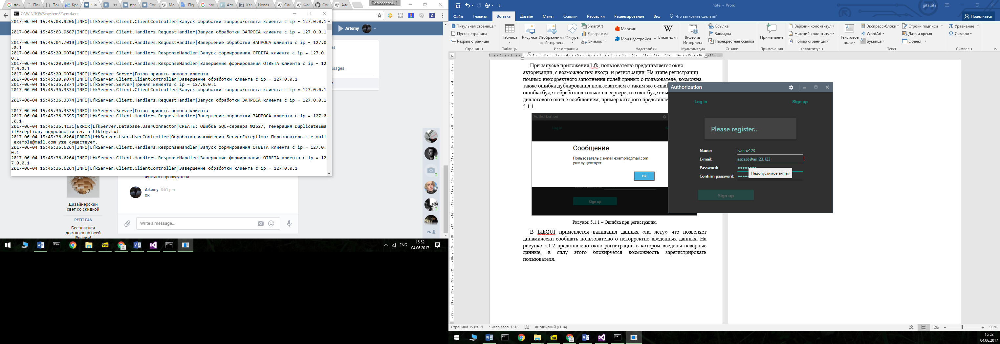 поч
Поя
Поя
Кра
пра
Con
Mo
Пер
inot
Авт
Кла
Новая
Сис
Фас
Con
Ада
Пользователь 1
C:\WINDOWS\system32\cmd.exe
2017-06-04 15:45:03.9206|INFO|LfkServer.Client.ClientController|Запуск обработки запроса/ответа клиента с ip = 127.0.0.1
2017-06-04 15:45:03.9687|INFO|LfkServer.Client.Handlers.RequestHandler|Запуск обработки ЗАПРОСА клиента с ip = 127.0.0.1
2017-06-04 15:45:04.7019|INFO|LfkServer.Client.Handlers.RequestHandler|Завершение обработки ЗАПРОСА клиента с ip = 127.0
.0.1
2017-06-04 15:45:20.9074|INFO|LfkServer.Client.Handlers.ResponseHandler|Запуск формирования ОТВЕТА клиента с ip = 127.0.
0.1
2017-06-04 15:45:20.9074|INFO|LfkServer.Client.Handlers.ResponseHandler|Завершение формирования ОТВЕТА клиента с ip = 12
7.0.0.1
2017-06-04 15:45:20.9074|INFO|LfkServer.Server|Готов принять нового клиента
2017-06-04 15:45:20.9074|INFO|LfkServer.Client.ClientController|Завершение обработки клиента с ip = 127.0.0.1
2017-06-04 15:45:36.3374|INFO|LfkServer.Server|Принял клиента с ip = 127.0.0.1
2017-06-04 15:45:36.3374|INFO|LfkServer.Client.ClientController|Запуск обработки запроса/ответа клиента с ip = 127.0.0.1
2017-06-04 15:45:36.3374|INFO|LfkServer.Client.Handlers.RequestHandler|Запуск обработки ЗАПРОСА клиента с ip = 127.0.0.1
2017-06-04 15:45:36.3525|INFO|LfkServer.Server|Готов принять нового клиента
2017-06-04 15:45:36.3595|INFO|LfkServer.Client.Handlers.RequestHandler|Завершение обработки ЗАПРОСА клиента с ip = 127.0
.0.1
2017-06-04 15:45:36.4131|ERROR|LfkServer.Database.UserConnector|CREATE: Ошибка SQL-сервера №2627, генерация DuplicateEma
ilException; подробности см. в LfkLog.txt
2017-06-04 15:45:36.6264|ERROR|LfkServer.User.UserController|Обработка исключения ServerException: Пользователь с e-mail
example@mail.com уже существует.
2017-06-04 15:45:36.6264|INFO|LfkServer.Client.Handlers.ResponseHandler|Запуск формирования ОТВЕТА клиента с ip = 127.0.
0.1
2017-06-04 15:45:36.6264|INFO|LfkServer.Client.Handlers.ResponseHandler|Завершение формирования ОТВЕТА клиента с ip = 12
7.0.0.1
2017-06-04 15:45:36.6264|INFO|LfkServer.Client.ClientController|Завершение обработки клиента с ip = 127.0.0.1
Artemy
es
ssages
y
чутьчто спрошу у тебя
Artemy 3:51 pm
ок
Write a message...
26
Дизайнерский
свет со скидкой
PETIT PAS
Бесплатная
доставка по всей
России!
ENG
15:52
04.06.2017
note - Word
gita zita
Файл Главная Вставка Дизайн Макет Ссылки Рассылки Рецензирование Вид Что вы хотите сделать? Поделиться
Титульная страница
Пустая страница
Разрыв страницы
Страницы
Таблица
Таблицы
Рисунки
Изображения из Интернета
Фигуры
SmartArt
Диаграмма
Снимок
Иллюстрации
Магазин
Мои надстройки
Википедия
Надстройки
Видео из Интернета
Мультимедиа
Ссылка
Закладка
Перекрестная ссылка
Ссылки
Примечание
Примечания
Верхний колонтитул
Нижний колонтитул
Номер страницы
Колонтитулы
Текстовое поле
Экспресс-блоки
WordArt
Буквица
Строки подписи
Дата и время
Объект
Текст
Уравнение
Символ
Символы
При запуске приложения Lfk, пользователю представляется окно
авторизации, с возможностью входа, и регистрации. На этапе регистрации
помимо некорректного заполнения полей данных о пользователе, возможна
также ошибка дублирования пользователем с таким же e-mail
ошибка будет обработана только на сервере, и ответ будет вы
диалогового окна с сообщением, пример которого представле
5.1.1.
Authorization
Log in
S
Сообщение
Пользователь с e-mail example@mail.com
уже существует.
OK
Sign up
Рисунок 5.1.1 – Ошибка при регистрации.
В LfkGUI применяется валидация данных «на лету» что позволяет
динамически сообщать пользователю о некорректно введенных данных. На
рисунке 5.1.2 представлено окно регистрации в котором введены неверные
данные, в силу этого блокируется возможность зарегистрировать
пользователя.
Authorization
Log in
Sign up
Please register..
Name: Ivanov123
E-mail: asdasd@as123.123 !
Password:
Недопустимое e-mail
Confirm password:
Sign up
Страница 15 из 19 Число слов: 1316 английский (США)
90 %
15:52
04.06.2017